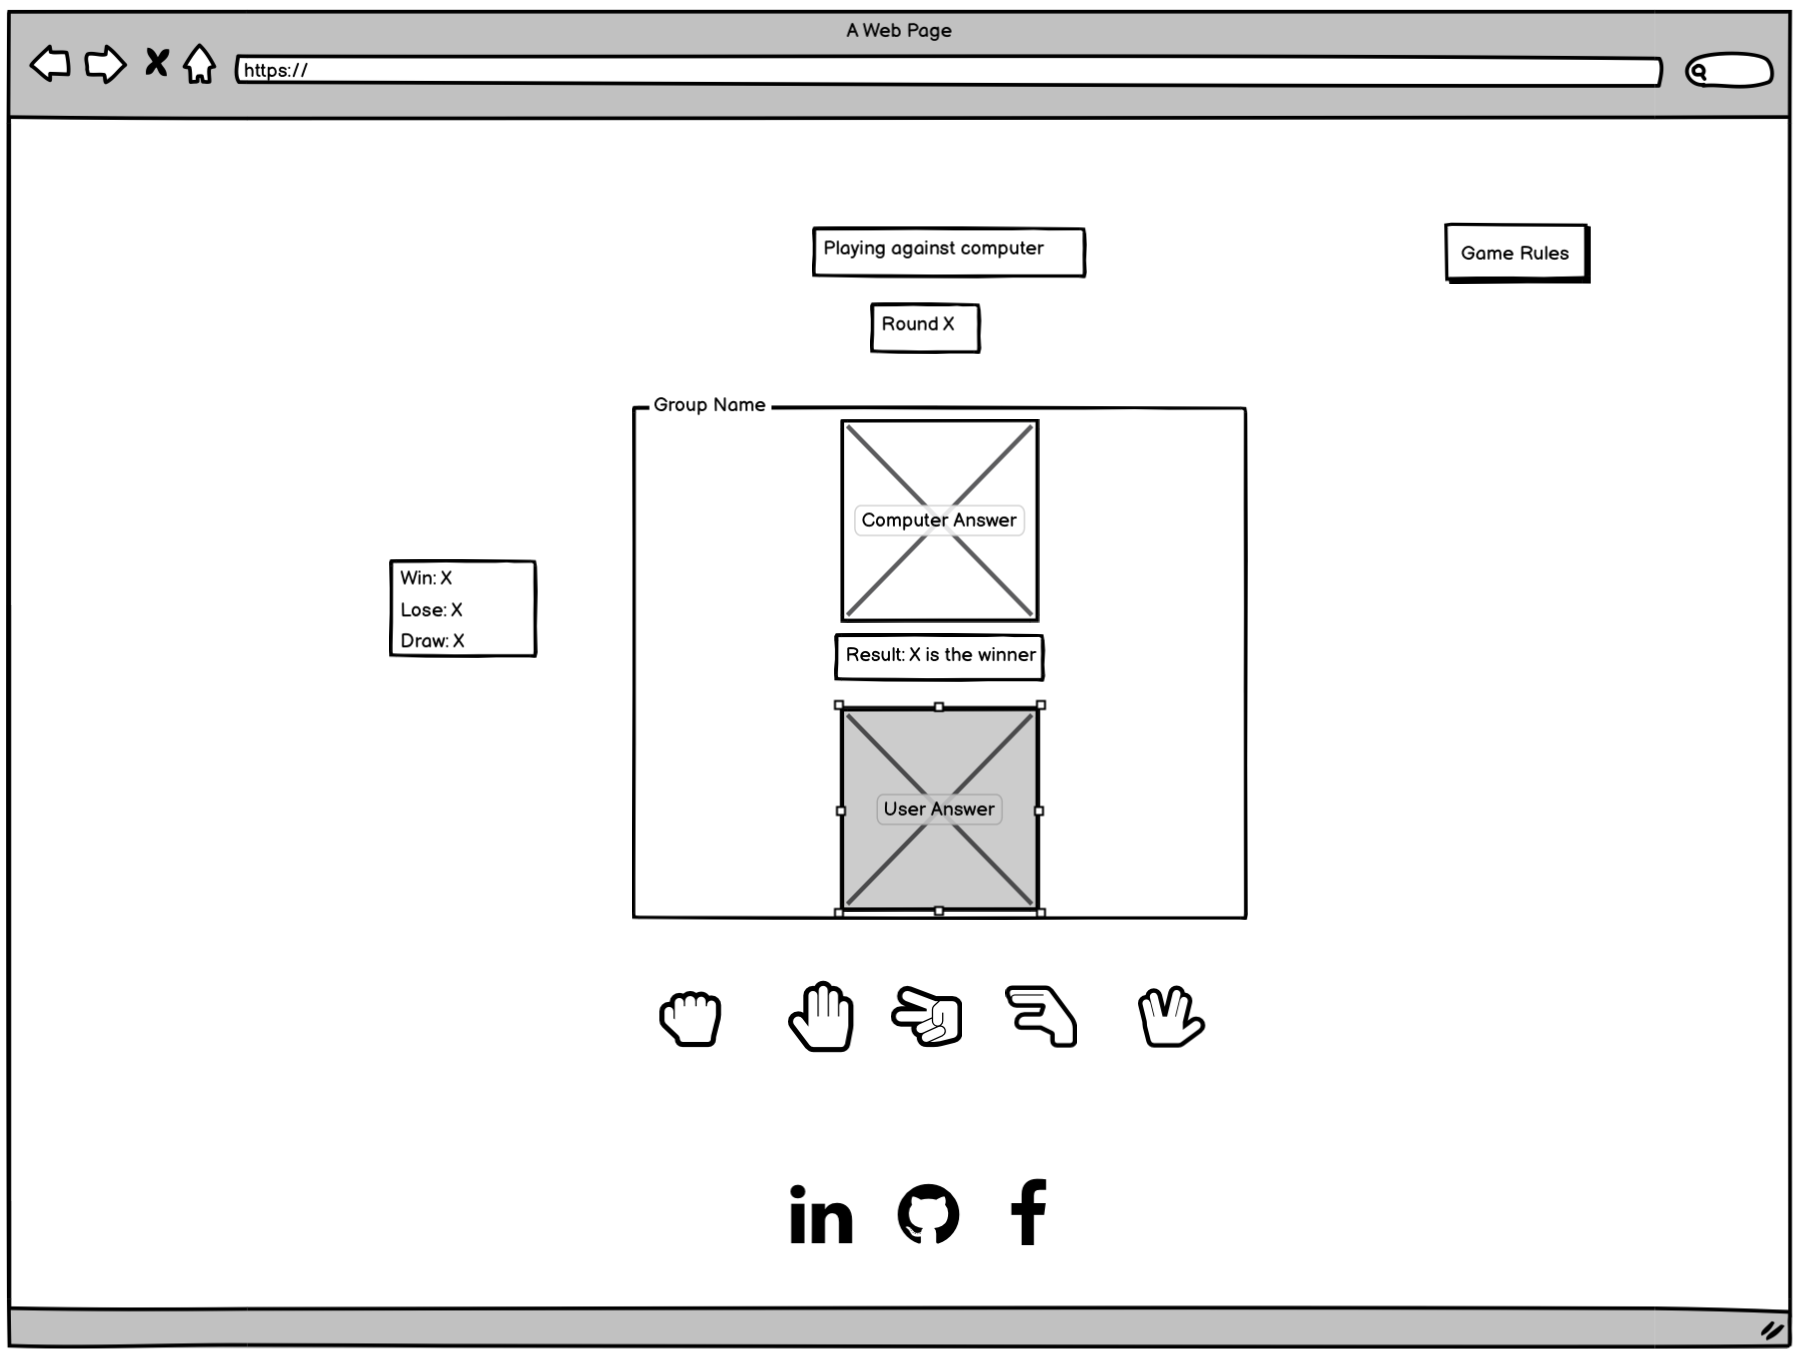 A Web Page
https://
Playing against computer
Game Rules
Round X
Group Name
Computer Answer
Win: X
Lose: X
Draw: X
Result: X is the winner
User Answer
in
f